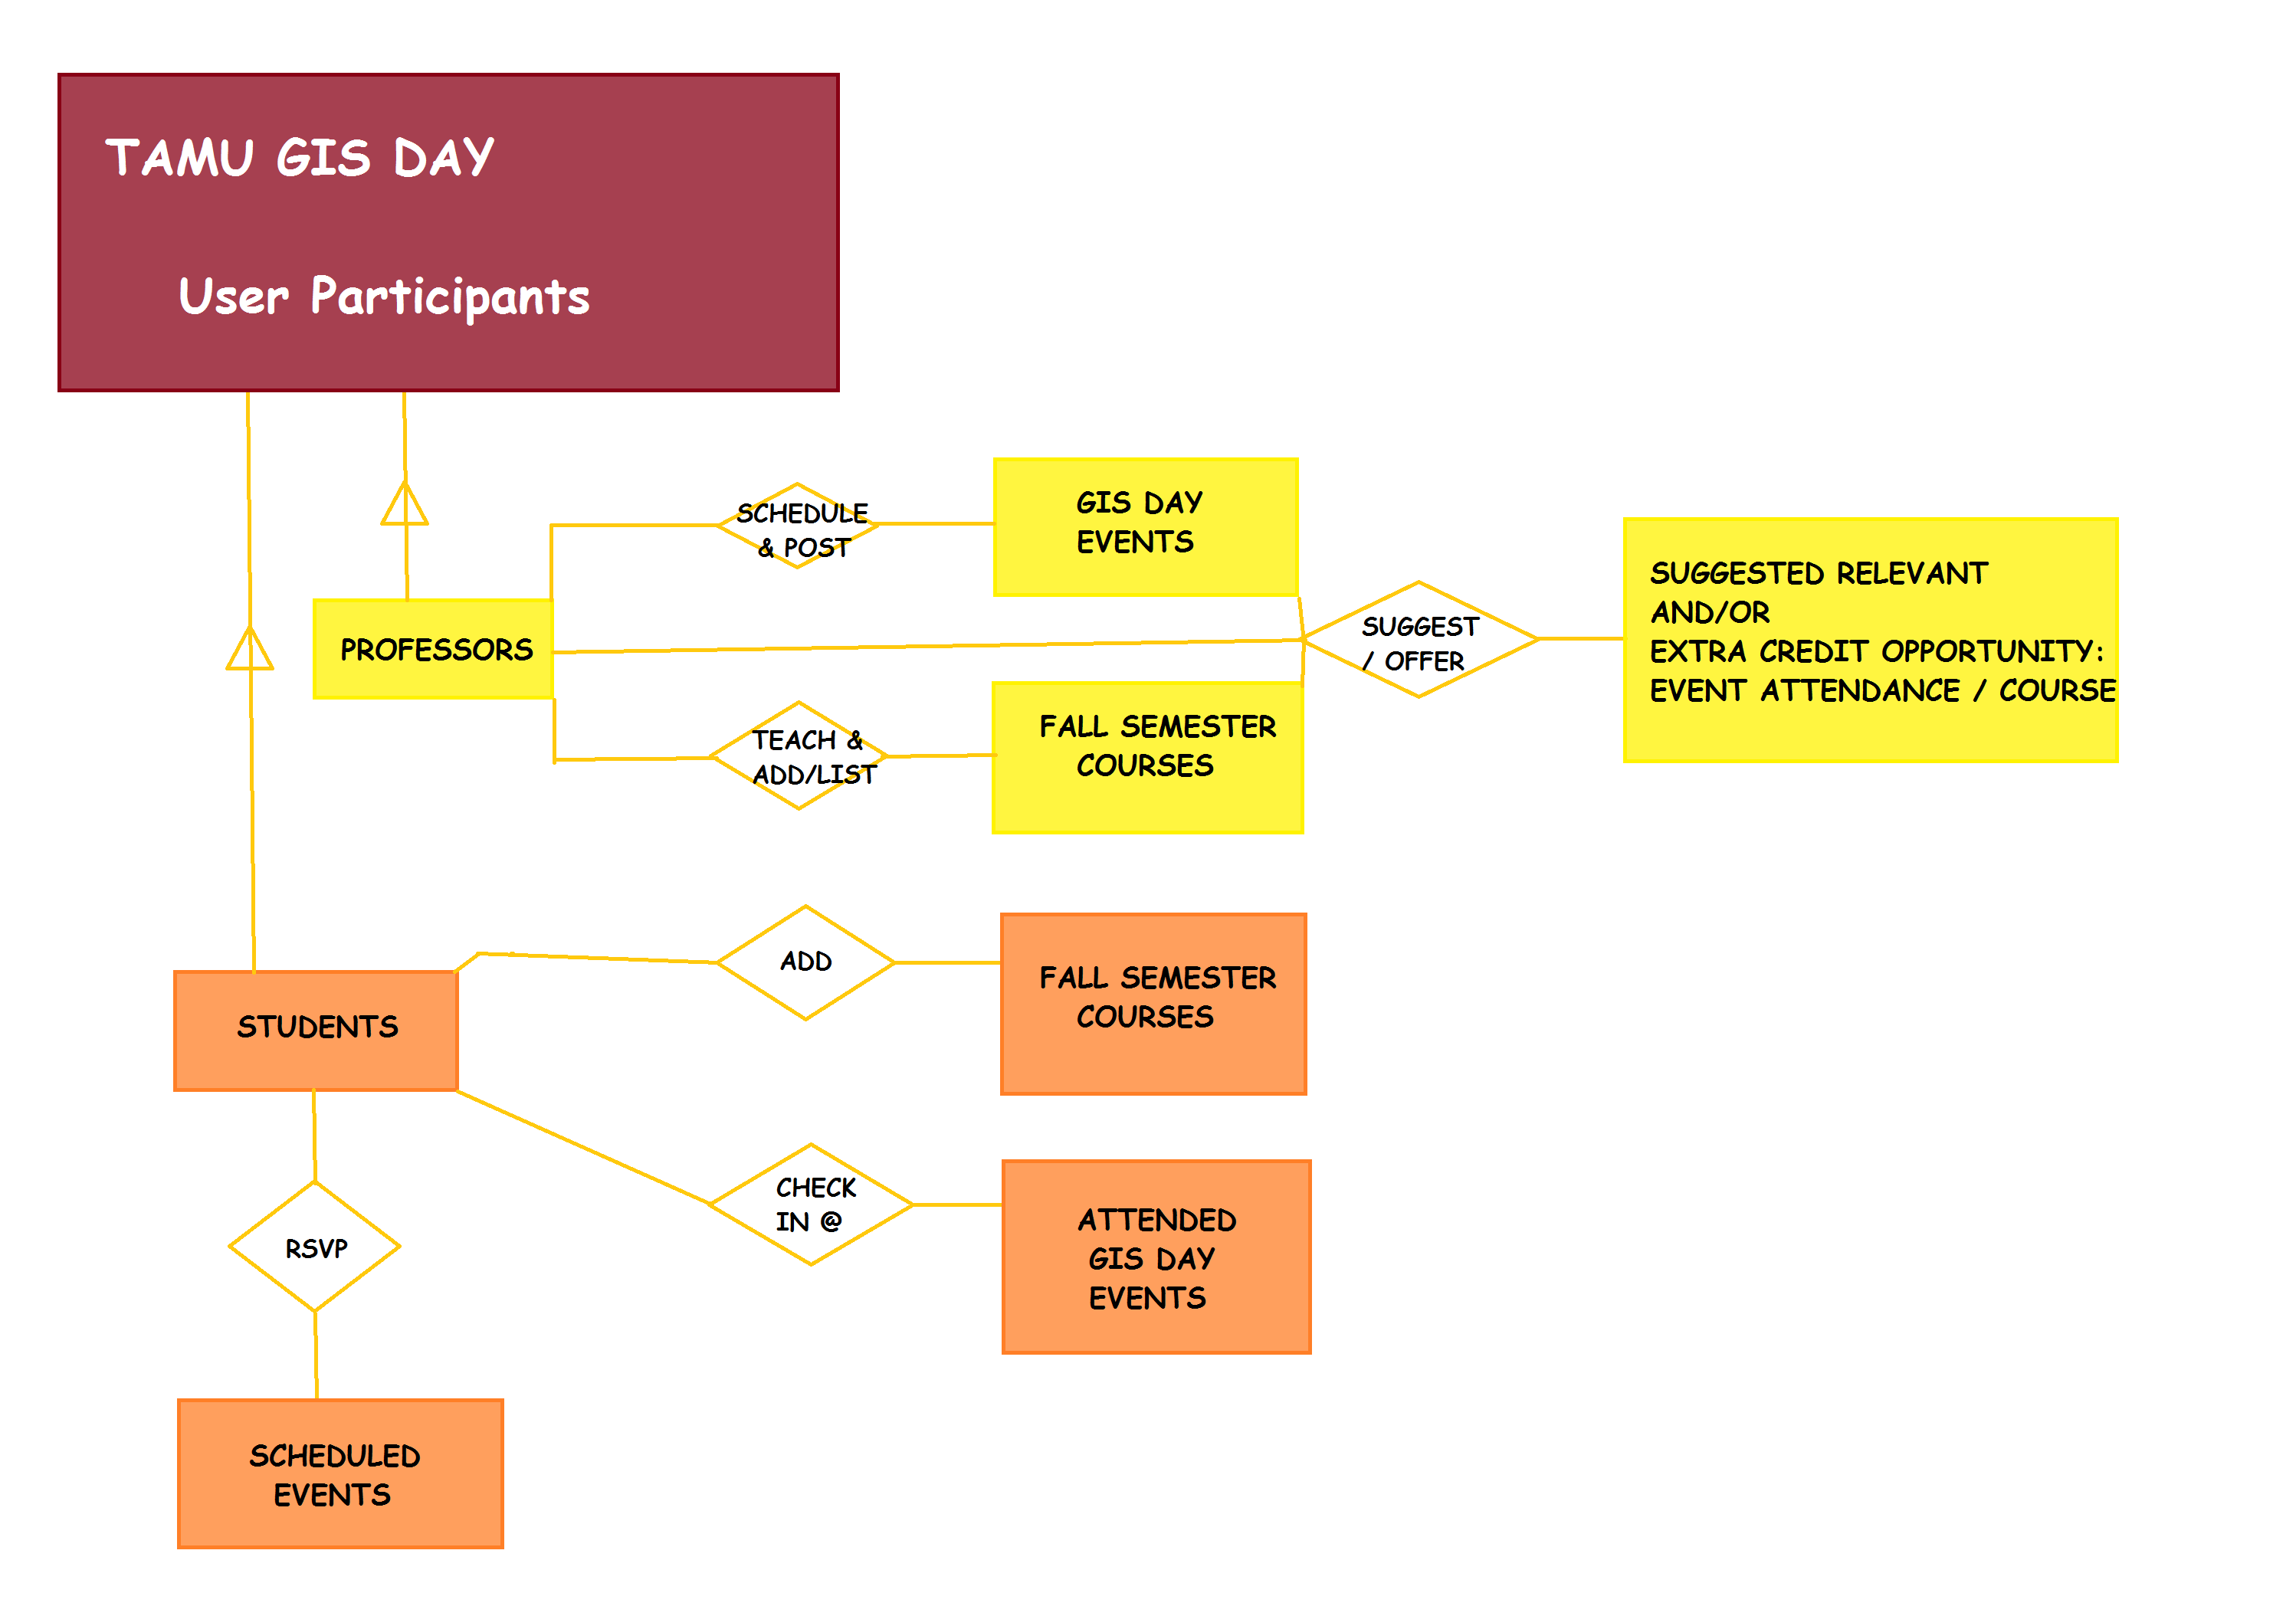 TAMU GIS DAY
User Participants
SCHEDULE
& POST
GIS DAY
EVENTS
PROFESSORS
SUGGEST
/ OFFER
SUGGESTED RELEVANT
AND/OR
EXTRA CREDIT OPPORTUNITY:
EVENT ATTENDANCE / COURSE
TEACH &
ADD/LIST
FALL SEMESTER
COURSES
STUDENTS
ADD
FALL SEMESTER
COURSES
CHECK
IN @
ATTENDED
GIS DAY
EVENTS
RSVP
SCHEDULED
EVENTS